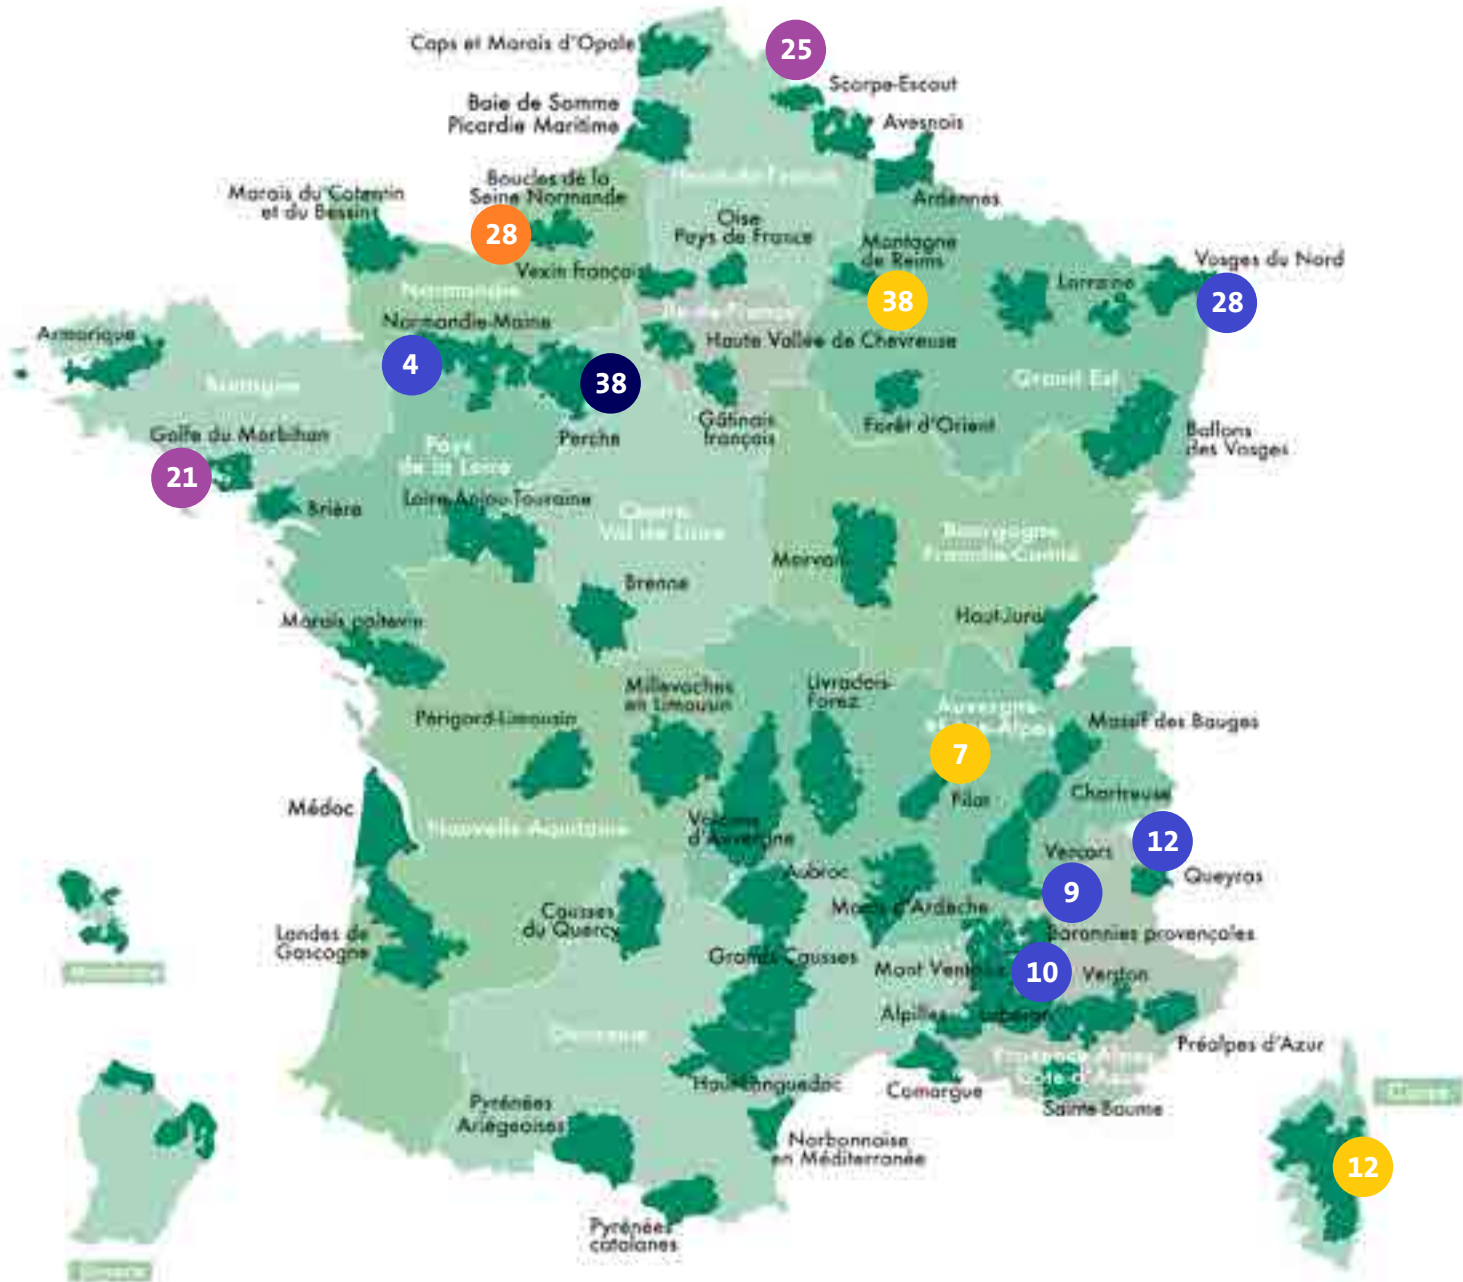 Caps et Marais d'Opale
25
Scarpe-Escaut
Baie de Somme
Picardie Maritime
Avesnois
Ardennes
Marais du Cotentin
et du Bessin
Boucles de la
Seine Normande
28
Oise
Pays de France
Vexin français
Montagne
de Reims
38
Lorraine
Vosges du Nord
28
Normandie
Armorique
Normandie-Maine
4
38
Haute Vallée de Chevreuse
Bretagne
Grand Est
Golfe du Morbihan
21
Pays
de la Loire
Perche
Gâtinais
français
Forêt d'Orient
Ballons
des Vosges
Brière
Loire-Anjou-Touraine
Centre
Val de Loire
Morvan
Bourgogne
Franche-Comté
Brenne
Marais poitevin
Haut-Jura
Périgord-Limousin
Millevaches
en Limousin
Livradois-
Forez
Auvergne
7
Massif des Bauges
Pilat
Chartreuse
Médoc
Nouvelle Aquitaine
Volcans
d'Auvergne
12
Vercors
Queyras
Aubrac
9
Monts d'Ardèche
Causses
du Quercy
Landes de
Gascogne
Baronnies provençales
Grands Causses
Mont Ventoux
10
Verdon
Alpilles
Luberon
Préalpes d'Azur
Haut-Languedoc
Camargue
Sainte Baume
Corse
Pyrénées
Ariégeoises
Narbonnaise
en Méditerranée
12
Pyrénées
catalanes